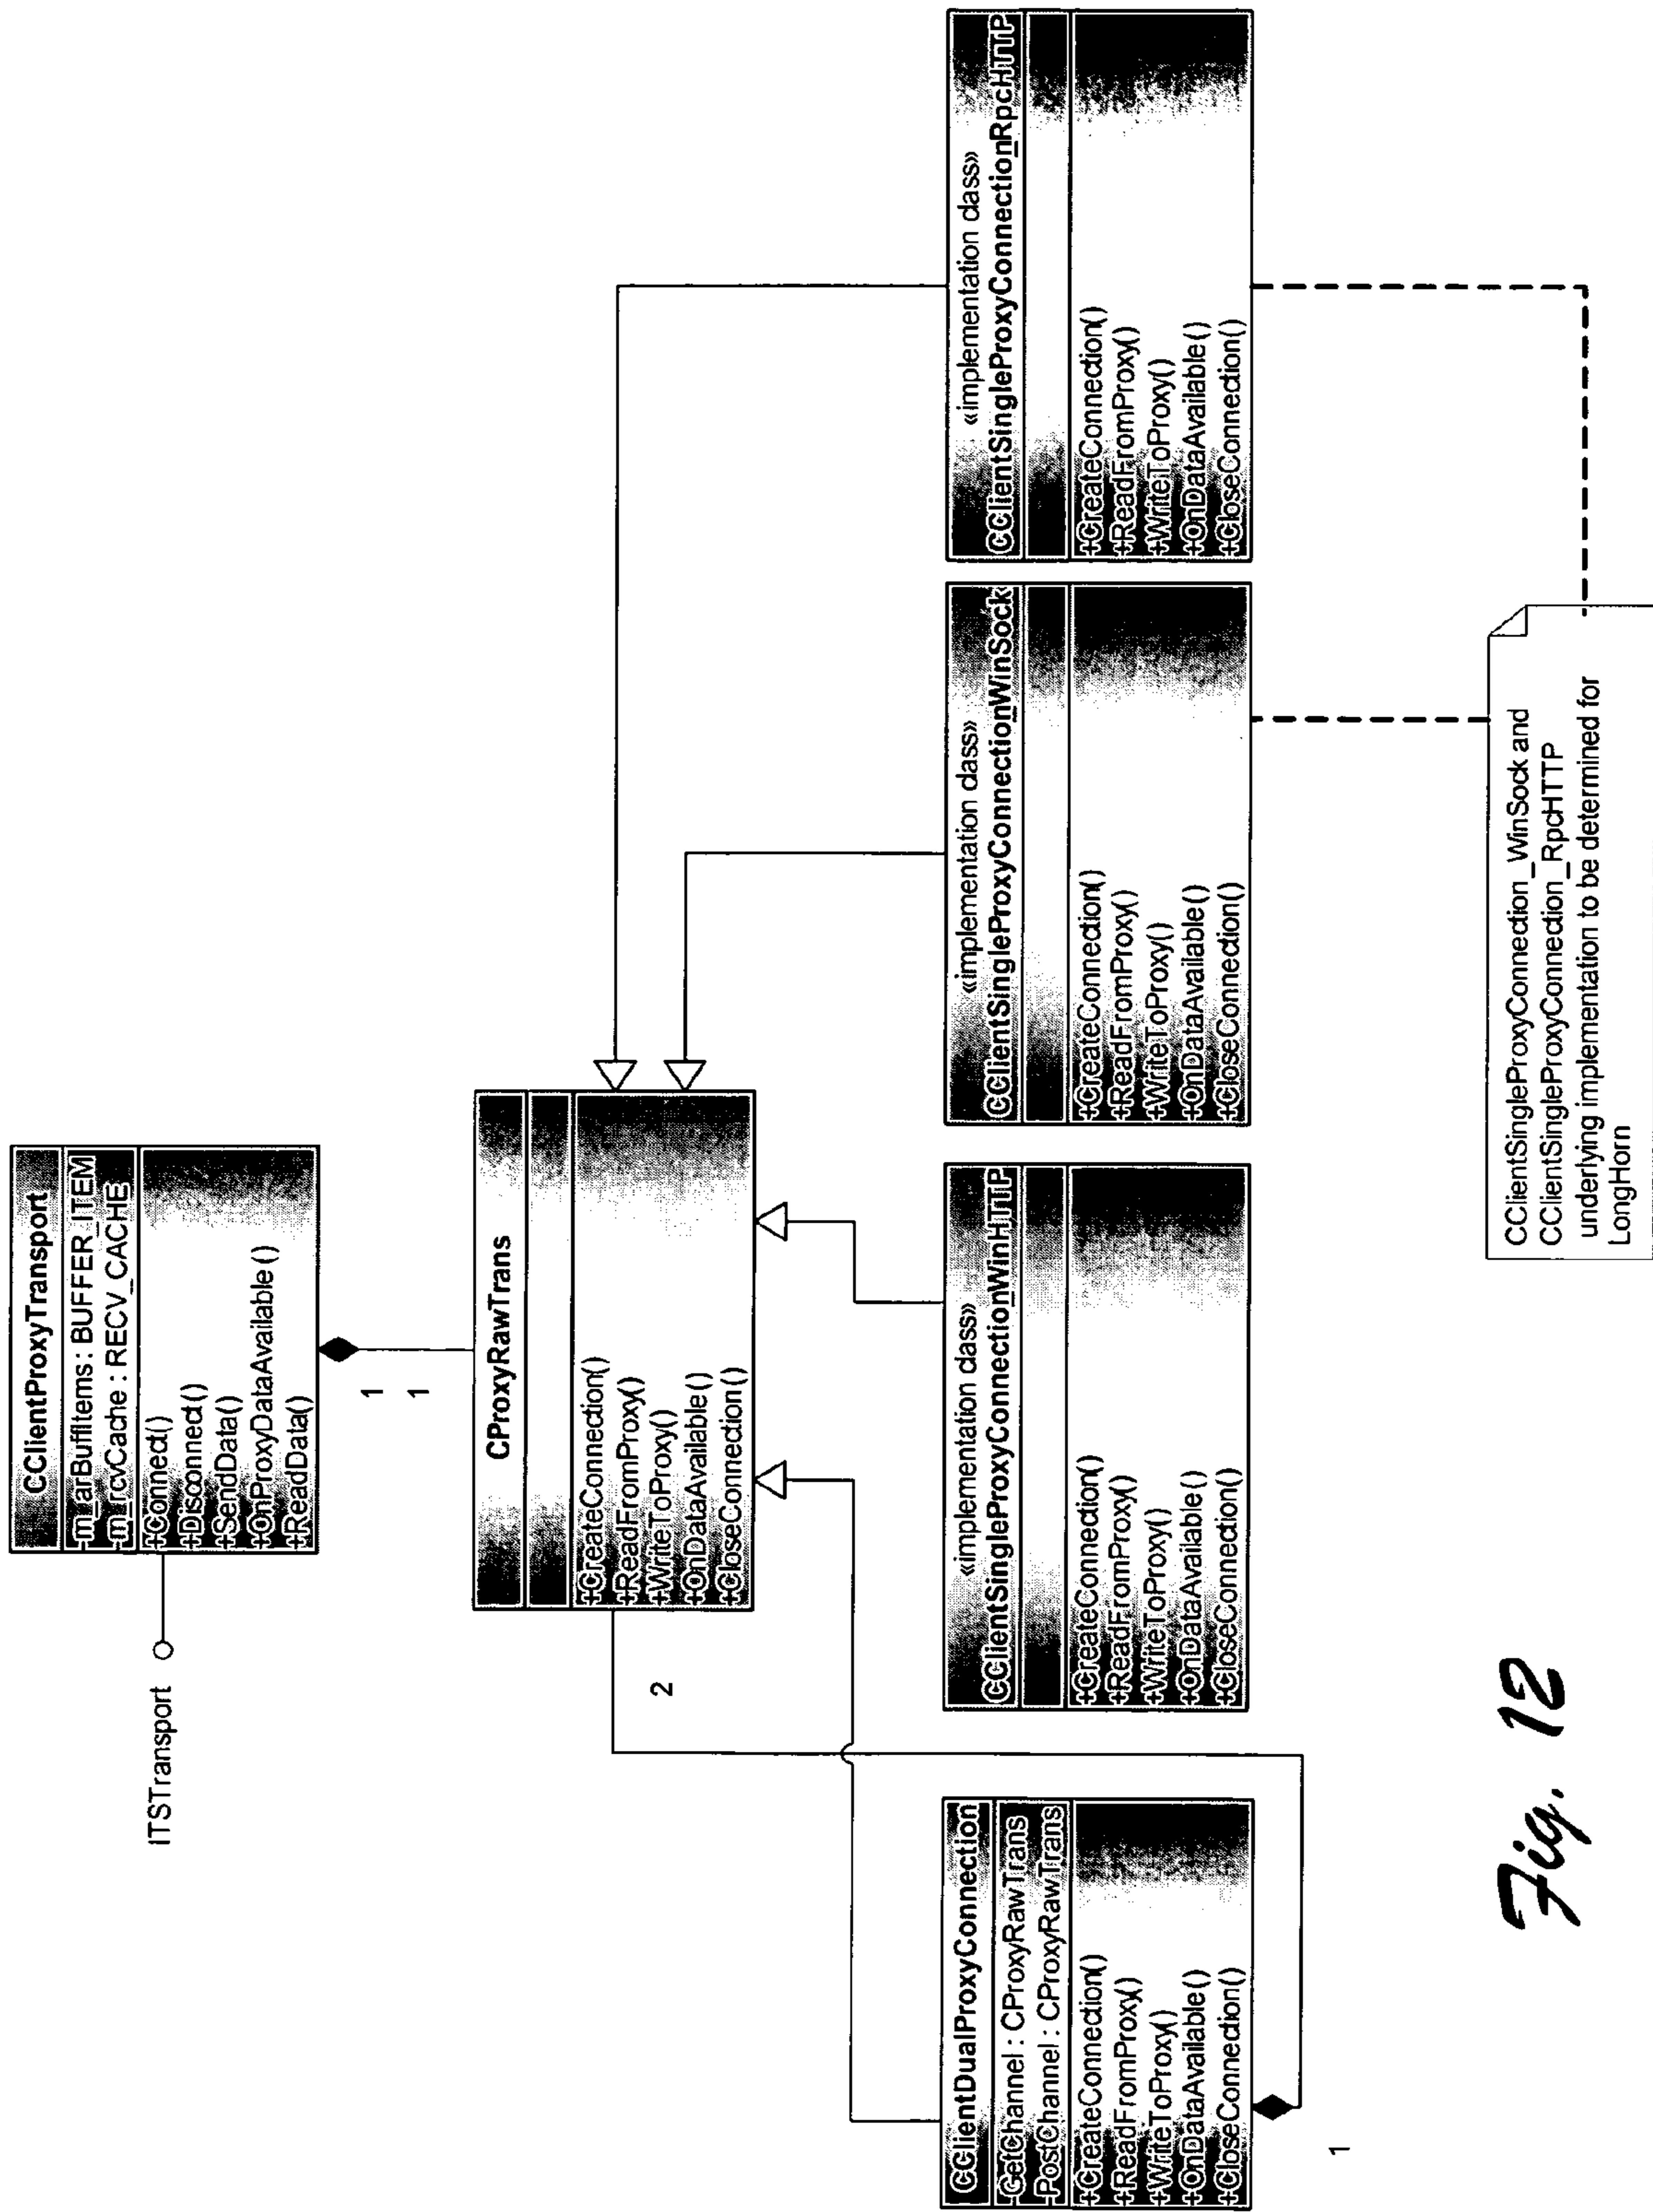 CClientProxyTransport
-m_arBuffItems : BUFFER_ITEM
-m_rcvCache : RECV_CACHE
+Connect()
+Disconnect()
+SendData()
+OnProxyDataAvailable()
+ReadData()
ITSTransport
1
1
CProxyRawTrans
+CreateConnection()
+ReadFromProxy()
+WriteToProxy()
+OnDataAvailable()
+CloseConnection()
2
CClientDualProxyConnection
-GetChannel : CProxyRawTrans
-PostChannel : CProxyRawTrans
+CreateConnection()
+ReadFromProxy()
+WriteToProxy()
+OnDataAvailable()
+CloseConnection()
1
«implementation class»
CClientSingleProxyConnection_WinHTTP
+CreateConnection()
+ReadFromProxy()
+WriteToProxy()
+OnDataAvailable()
+CloseConnection()
«implementation class»
CClientSingleProxyConnection_WinSock
+CreateConnection()
+ReadFromProxy()
+WriteToProxy()
+OnDataAvailable()
+CloseConnection()
«implementation class»
CClientSingleProxyConnection_RpcHTTP
+CreateConnection()
+ReadFromProxy()
+WriteToProxy()
+OnDataAvailable()
+CloseConnection()
CClientSingleProxyConnection_WinSock and
CClientSingleProxyConnection_RpcHTTP
underlying implementation to be determined for
LongHorn
Fig. 12